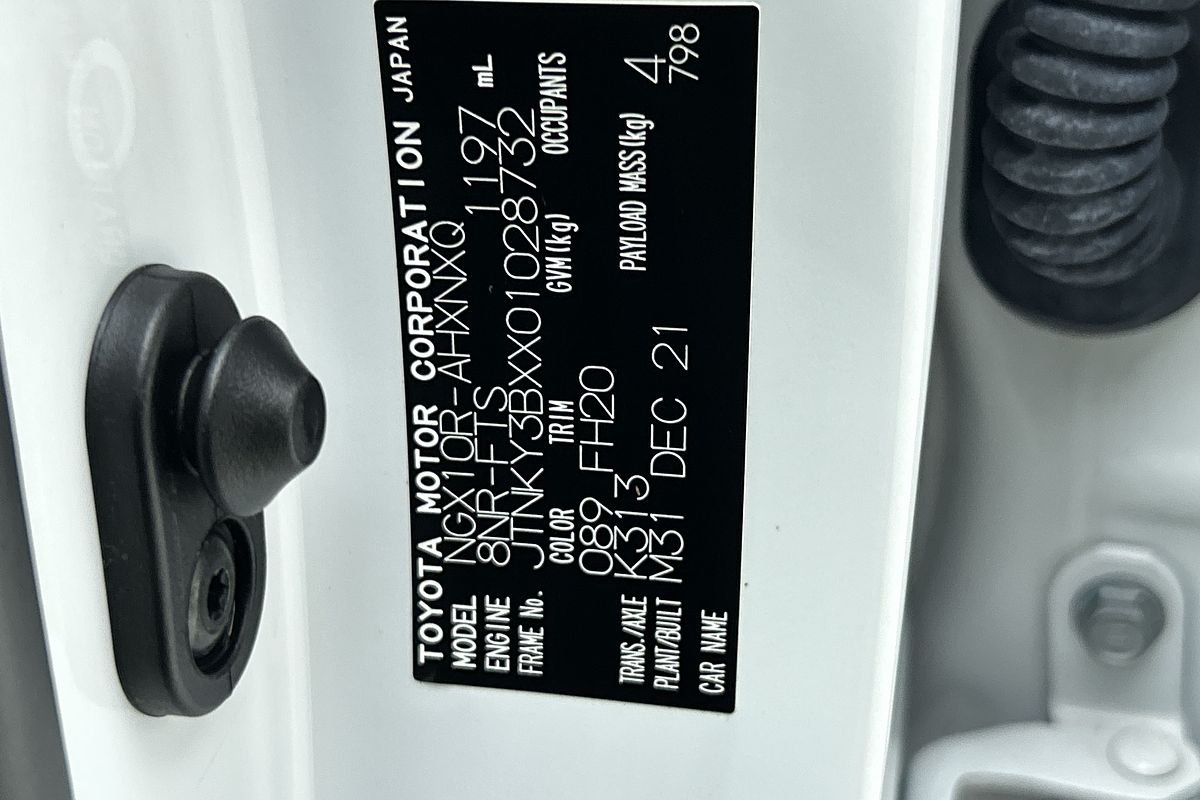 TOYOTA MOTOR CORPORATION JAPAN
MODEL NGX10R-AHXNXQ
ENGINE 8NR-FTS 1197 mL
FRAME No. JTNKY3BXX01028732
COLOR TRIM GVM(kg) OCCUPANTS
089 FH20 4
TRANS./AXLE K313 PAYLOAD MASS(kg) 798
PLANT/BUILT M31 DEC 21
CAR NAME